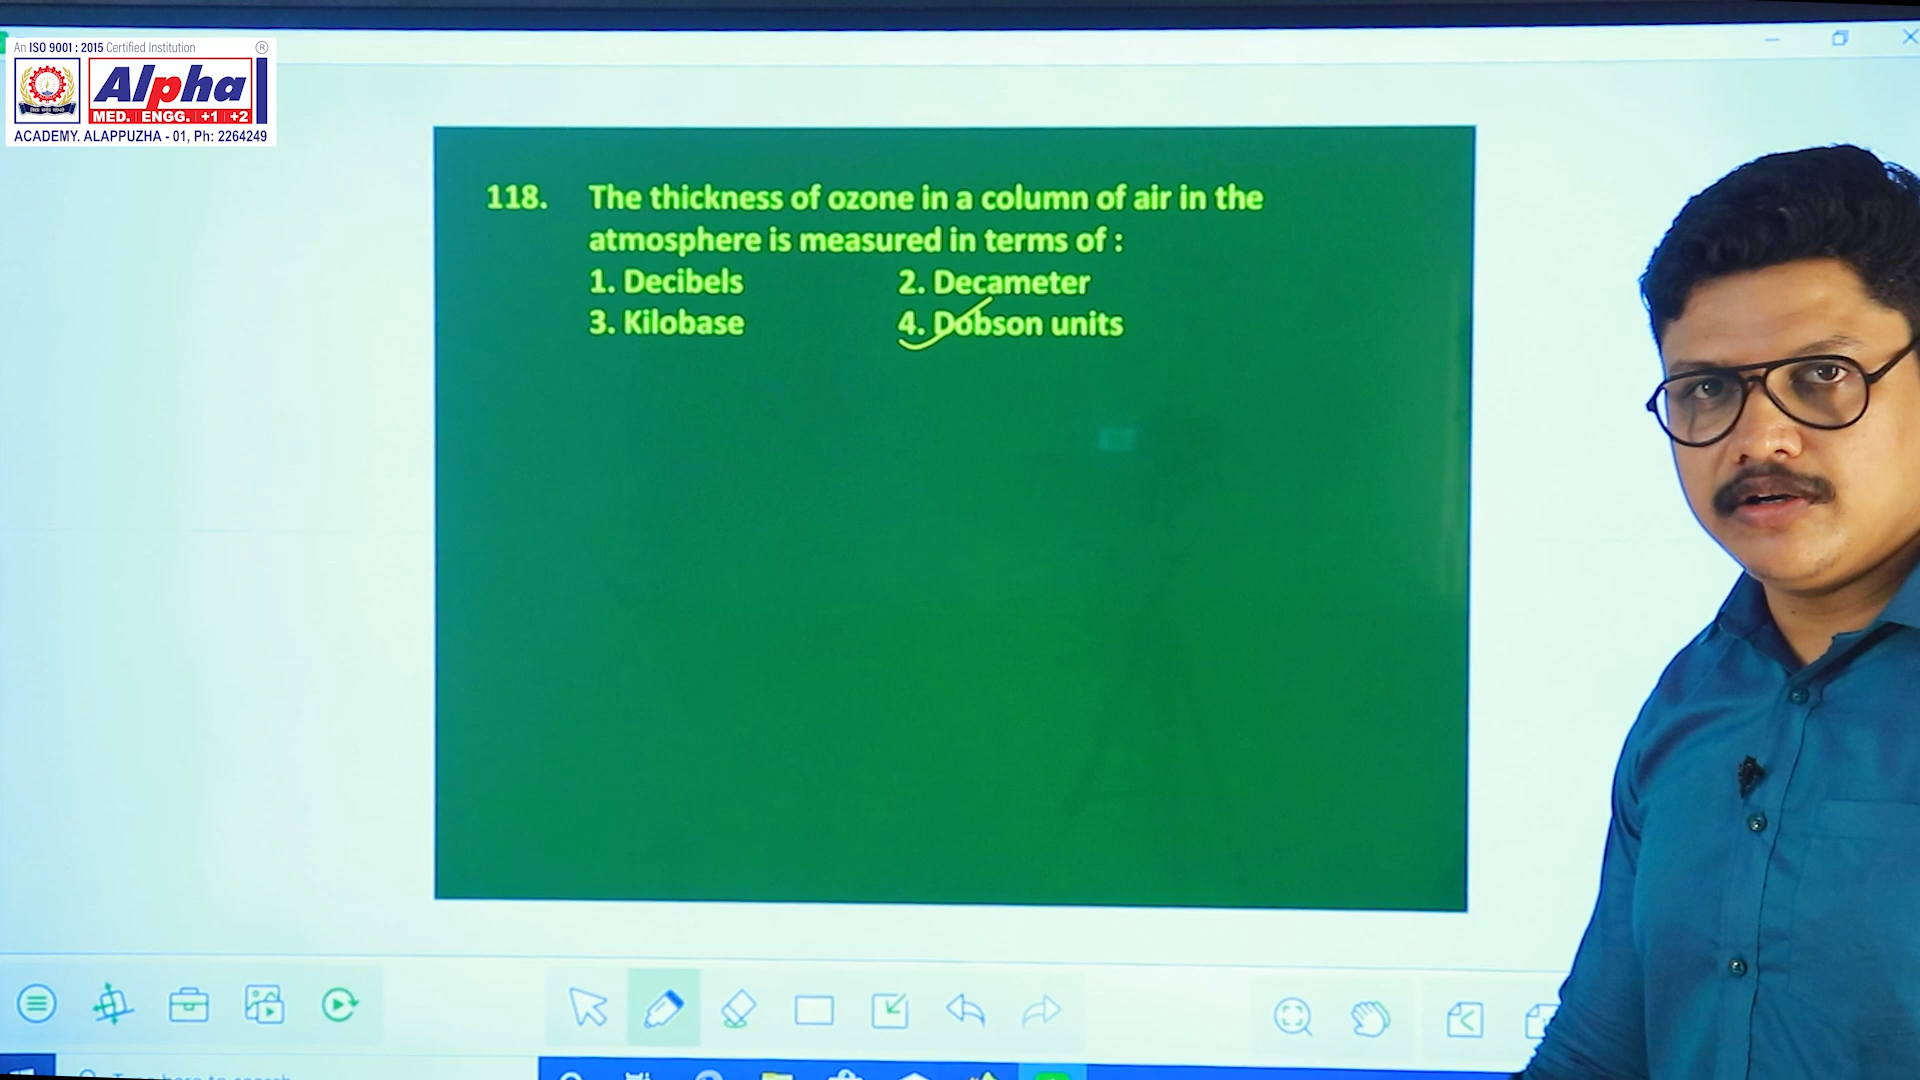 An ISO 9001 : 2015 Certified Institution ®
Alpha
MED. ENGG. +1 +2
ACADEMY. ALAPPUZHA - 01, Ph: 2264249
118. The thickness of ozone in a column of air in the
atmosphere is measured in terms of :
1. Decibels 2. Decameter
3. Kilobase 4. Dobson units